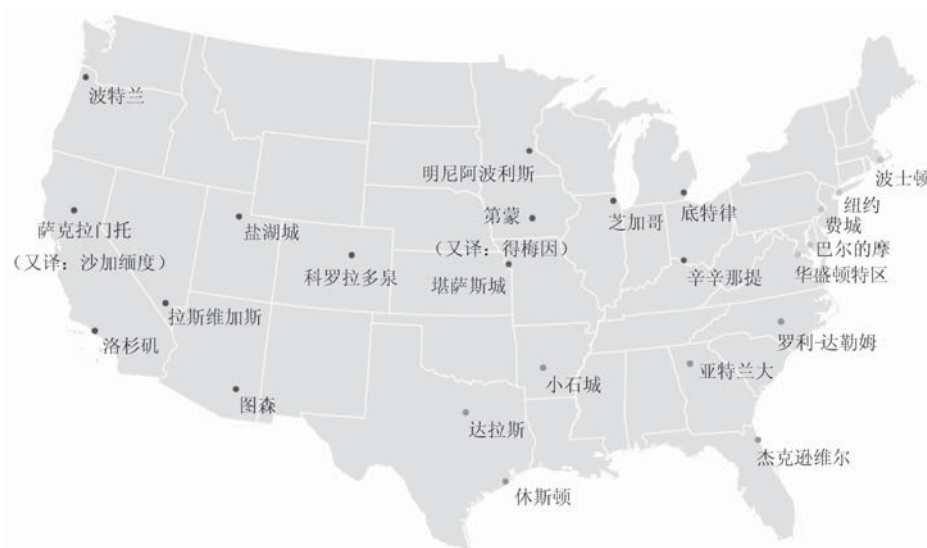 波特兰
明尼阿波利斯
波士顿
萨克拉门托
（又译：沙加缅度）
盐湖城
第蒙
（又译：得梅因）
芝加哥
底特律
纽约
费城
巴尔的摩
华盛顿特区
科罗拉多泉
堪萨斯城
辛辛那提
拉斯维加斯
洛杉矶
罗利-达勒姆
图森
小石城
亚特兰大
达拉斯
杰克逊维尔
休斯顿